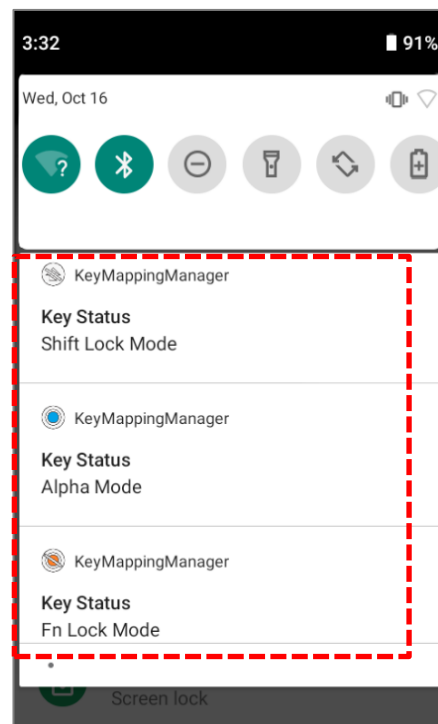 3:32 91%
Wed, Oct 16
?
KeyMappingManager
Key Status
Shift Lock Mode
KeyMappingManager
Key Status
Alpha Mode
KeyMappingManager
Key Status
Fn Lock Mode
Screen lock